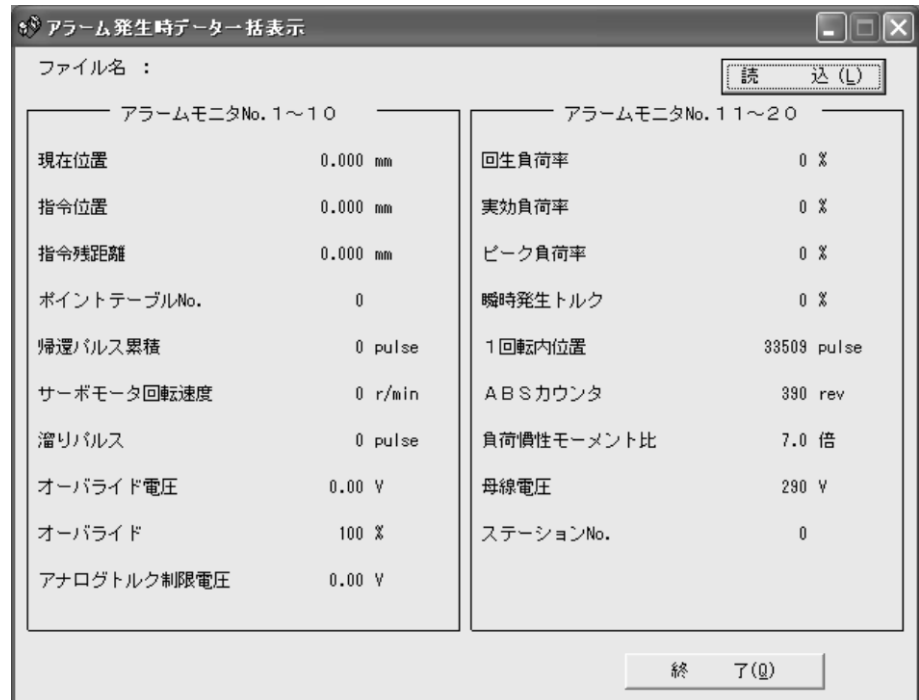 アラーム発生時データ一括表示
ファイル名 :
読 込(L)
アラームモニタNo.1～10
現在位置 0.000 mm
指令位置 0.000 mm
指令残距離 0.000 mm
ポイントテーブルNo. 0
帰還パルス累積 0 pulse
サーボモータ回転速度 0 r/min
溜りパルス 0 pulse
オーバライド電圧 0.00 V
オーバライド 100 %
アナログトルク制限電圧 0.00 V
アラームモニタNo.11～20
回生負荷率 0 %
実効負荷率 0 %
ピーク負荷率 0 %
瞬時発生トルク 0 %
1回転内位置 33509 pulse
ABSカウンタ 390 rev
負荷慣性モーメント比 7.0 倍
母線電圧 290 V
ステーションNo. 0
終 了(Q)